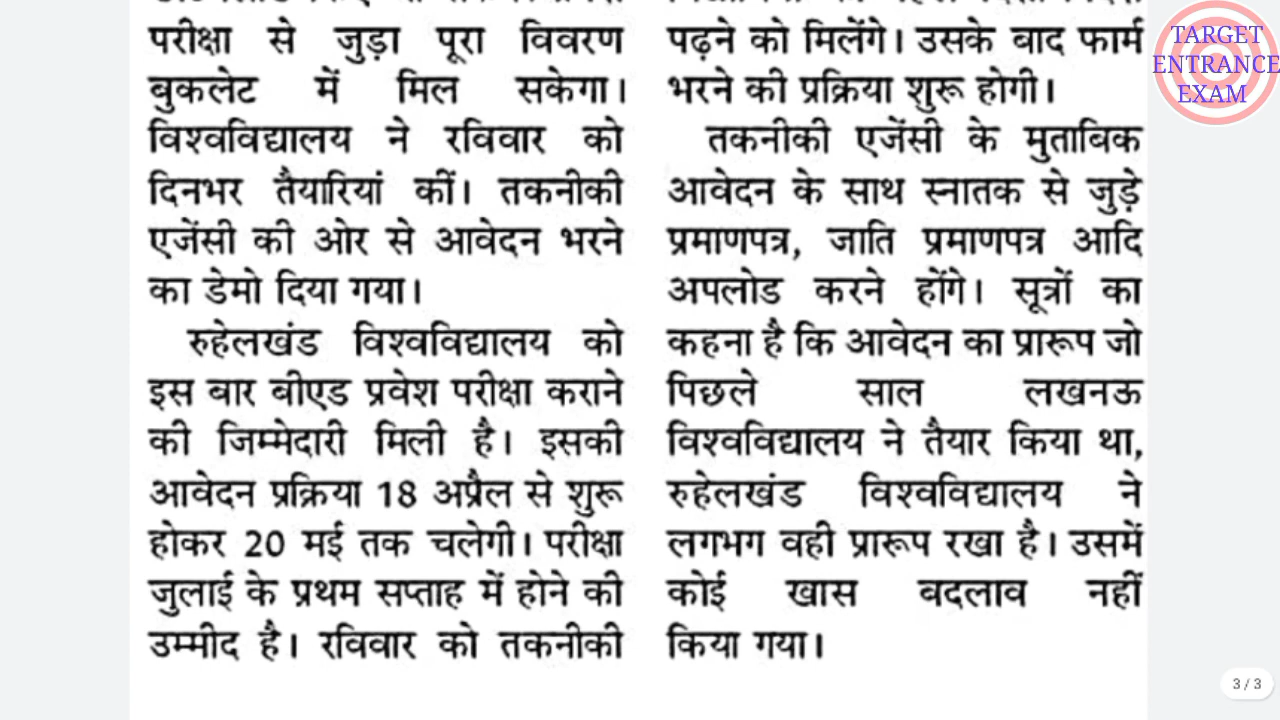 परीक्षा से जुड़ा पूरा विवरण
बुकलेट में मिल सकेगा।
विश्वविद्यालय ने रविवार को
दिनभर तैयारियां कीं। तकनीकी
एजेंसी की ओर से आवेदन भरने
का डेमो दिया गया।
रुहेलखंड विश्वविद्यालय को
इस बार बीएड प्रवेश परीक्षा कराने
की जिम्मेदारी मिली है। इसकी
आवेदन प्रक्रिया 18 अप्रैल से शुरू
होकर 20 मई तक चलेगी। परीक्षा
जुलाई के प्रथम सप्ताह में होने की
उम्मीद है। रविवार को तकनीकी
पढ़ने को मिलेंगे। उसके बाद फार्म
भरने की प्रक्रिया शुरू होगी।
तकनीकी एजेंसी के मुताबिक
आवेदन के साथ स्नातक से जुड़े
प्रमाणपत्र, जाति प्रमाणपत्र आदि
अपलोड करने होंगे। सूत्रों का
कहना है कि आवेदन का प्रारूप जो
पिछले साल लखनऊ
विश्वविद्यालय ने तैयार किया था,
रुहेलखंड विश्वविद्यालय ने
लगभग वही प्रारूप रखा है। उसमें
कोई खास बदलाव नहीं
किया गया।
TARGET
ENTRANCE
EXAM
3 / 3